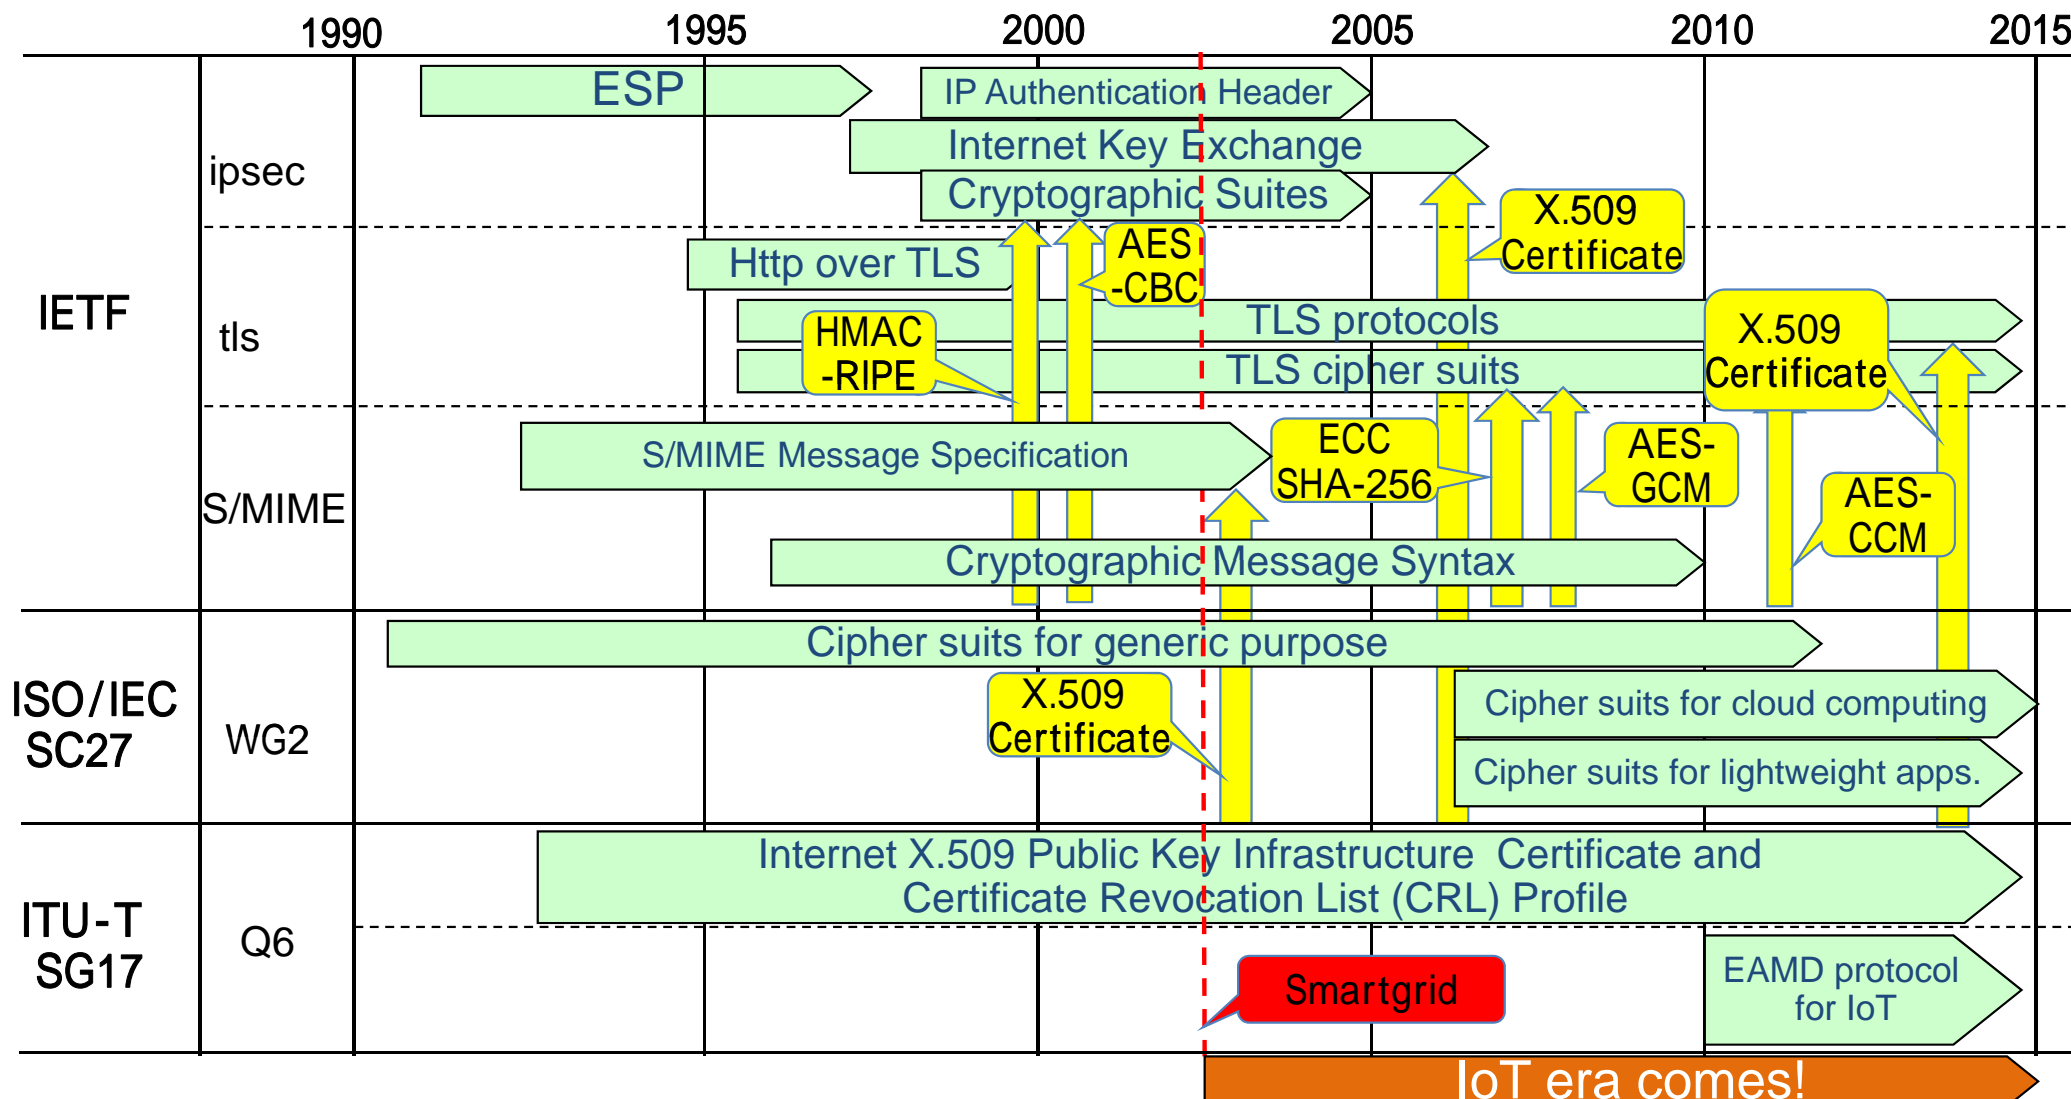 1990
1995
2000
2005
2010
2015
IETF
ipsec
ESP
IP Authentication Header
Internet Key Exchange
Cryptographic Suites
X.509
Certificate
tls
Http over TLS
AES
-CBC
TLS protocols
HMAC
-RIPE
TLS cipher suits
X.509
Certificate
S/MIME
S/MIME Message Specification
ECC
SHA-256
AES-
GCM
AES-
CCM
Cryptographic Message Syntax
ISO/IEC
SC27
WG2
Cipher suits for generic purpose
X.509
Certificate
Cipher suits for cloud computing
Cipher suits for lightweight apps.
ITU-T
SG17
Q6
Internet X.509 Public Key Infrastructure Certificate and
Certificate Revocation List (CRL) Profile
Smartgrid
EAMD protocol
for IoT
IoT era comes!